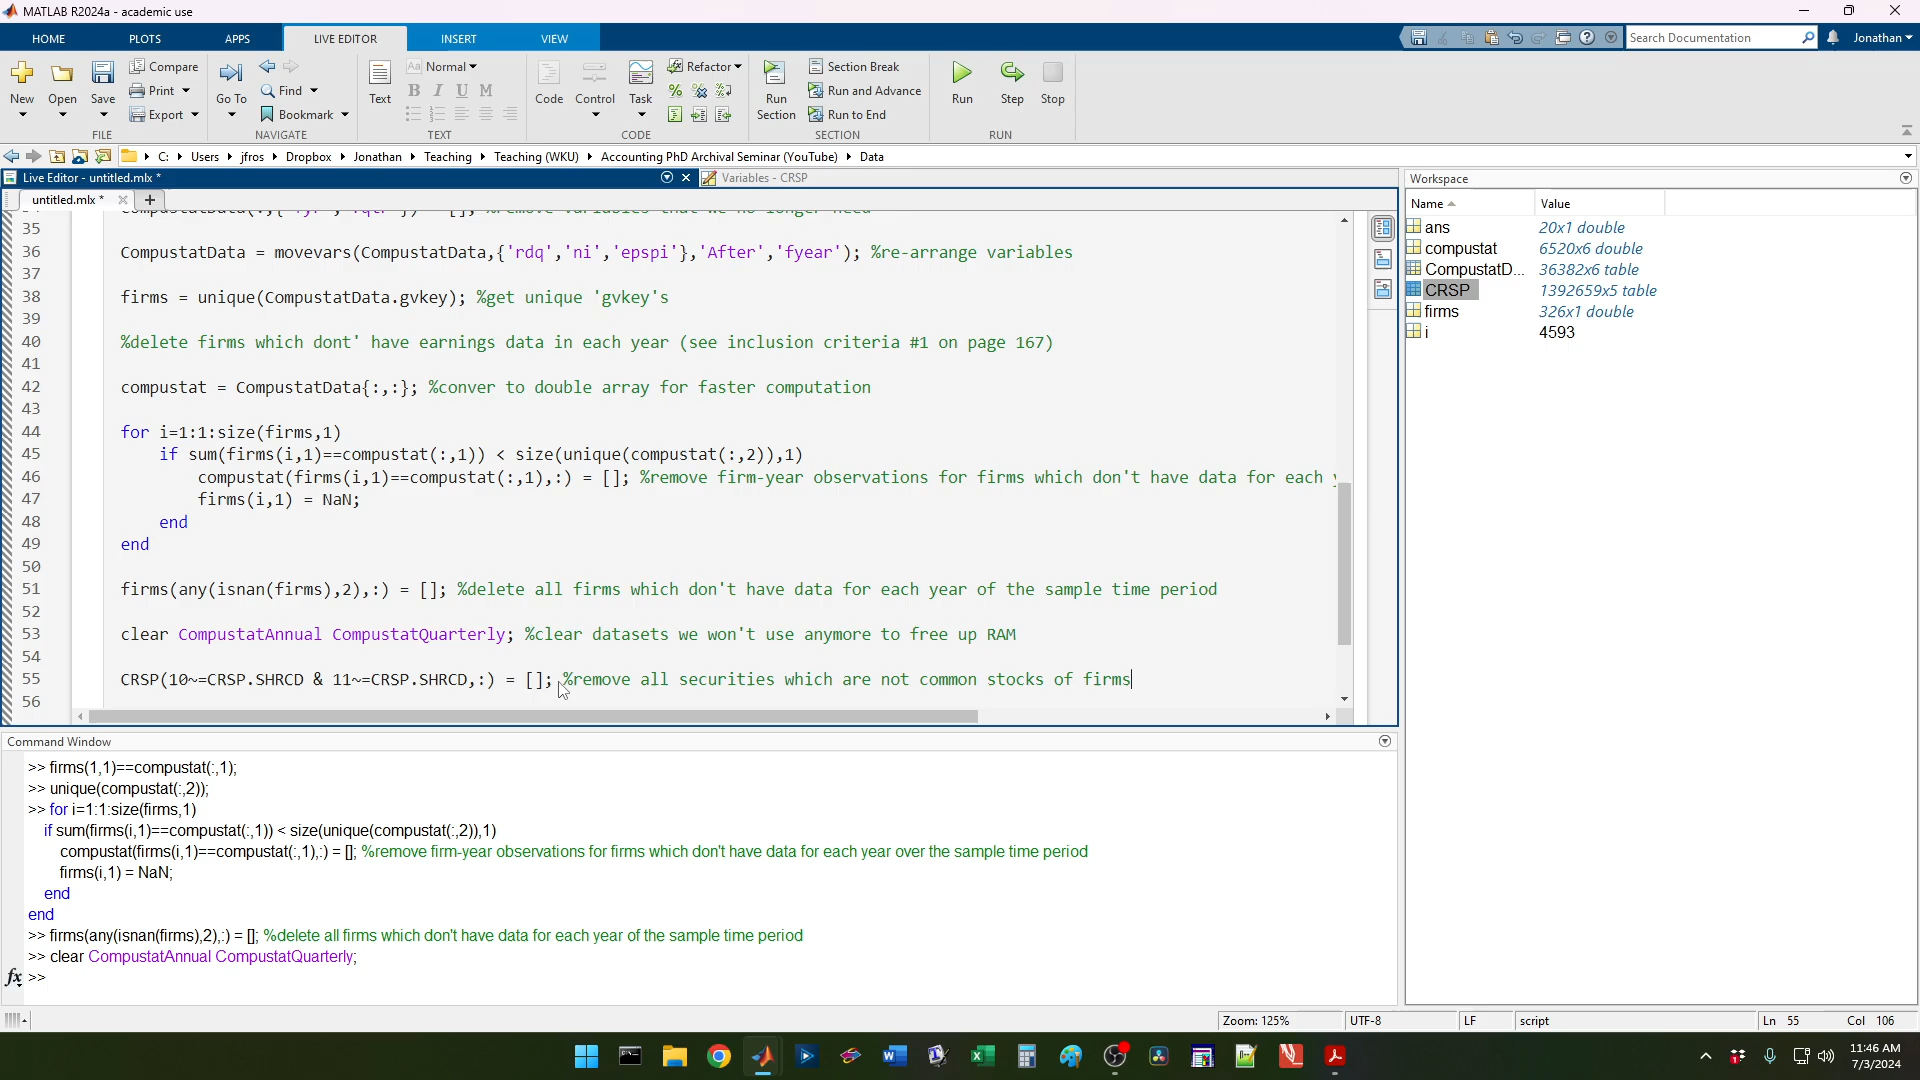 MATLAB R2024a - academic use
HOME PLOTS APPS LIVE EDITOR INSERT VIEW
Search Documentation
Jonathan
New Open Save
Compare
Print
Export
FILE
Go To
Find
Bookmark
NAVIGATE
Text
Aa Normal
B I U M
TEXT
Code Control Task
Refactor
CODE
Run Section
Section Break
Run and Advance
Run to End
SECTION
Run Step Stop
RUN
C: Users jfros Dropbox Jonathan Teaching Teaching (WKU) Accounting PhD Archival Seminar (YouTube) Data
Live Editor - untitled.mlx *
Variables - CRSP
untitled.mlx *
35
36 CompustatData = movevars(CompustatData,{'rdq','ni','epspi'},'After','fyear'); %re-arrange variables
37
38 firms = unique(CompustatData.gvkey); %get unique 'gvkey's
39
40 %delete firms which dont' have earnings data in each year (see inclusion criteria #1 on page 167)
41
42 compustat = CompustatData{:,:}; %conver to double array for faster computation
43
44 for i=1:1:size(firms,1)
45 if sum(firms(i,1)==compustat(:,1)) < size(unique(compustat(:,2)),1)
46 compustat(firms(i,1)==compustat(:,1),:) = []; %remove firm-year observations for firms which don't have data for each
47 firms(i,1) = NaN;
48 end
49 end
50
51 firms(any(isnan(firms),2),:) = []; %delete all firms which don't have data for each year of the sample time period
52
53 clear CompustatAnnual CompustatQuarterly; %clear datasets we won't use anymore to free up RAM
54
55 CRSP(10~=CRSP.SHRCD & 11~=CRSP.SHRCD,:) = []; %remove all securities which are not common stocks of firms
56
Command Window
>> firms(1,1)==compustat(:,1);
>> unique(compustat(:,2));
>> for i=1:1:size(firms,1)
if sum(firms(i,1)==compustat(:,1)) < size(unique(compustat(:,2)),1)
compustat(firms(i,1)==compustat(:,1),:) = []; %remove firm-year observations for firms which don't have data for each year over the sample time period
firms(i,1) = NaN;
end
end
>> firms(any(isnan(firms),2),:) = []; %delete all firms which don't have data for each year of the sample time period
>> clear CompustatAnnual CompustatQuarterly;
fx >>
Workspace
Name Value
ans 20x1 double
compustat 6520x6 double
CompustatD... 36382x6 table
CRSP 1392659x5 table
firms 326x1 double
i 4593
Zoom: 125% UTF-8 LF script Ln 55 Col 106
11:46 AM
7/3/2024